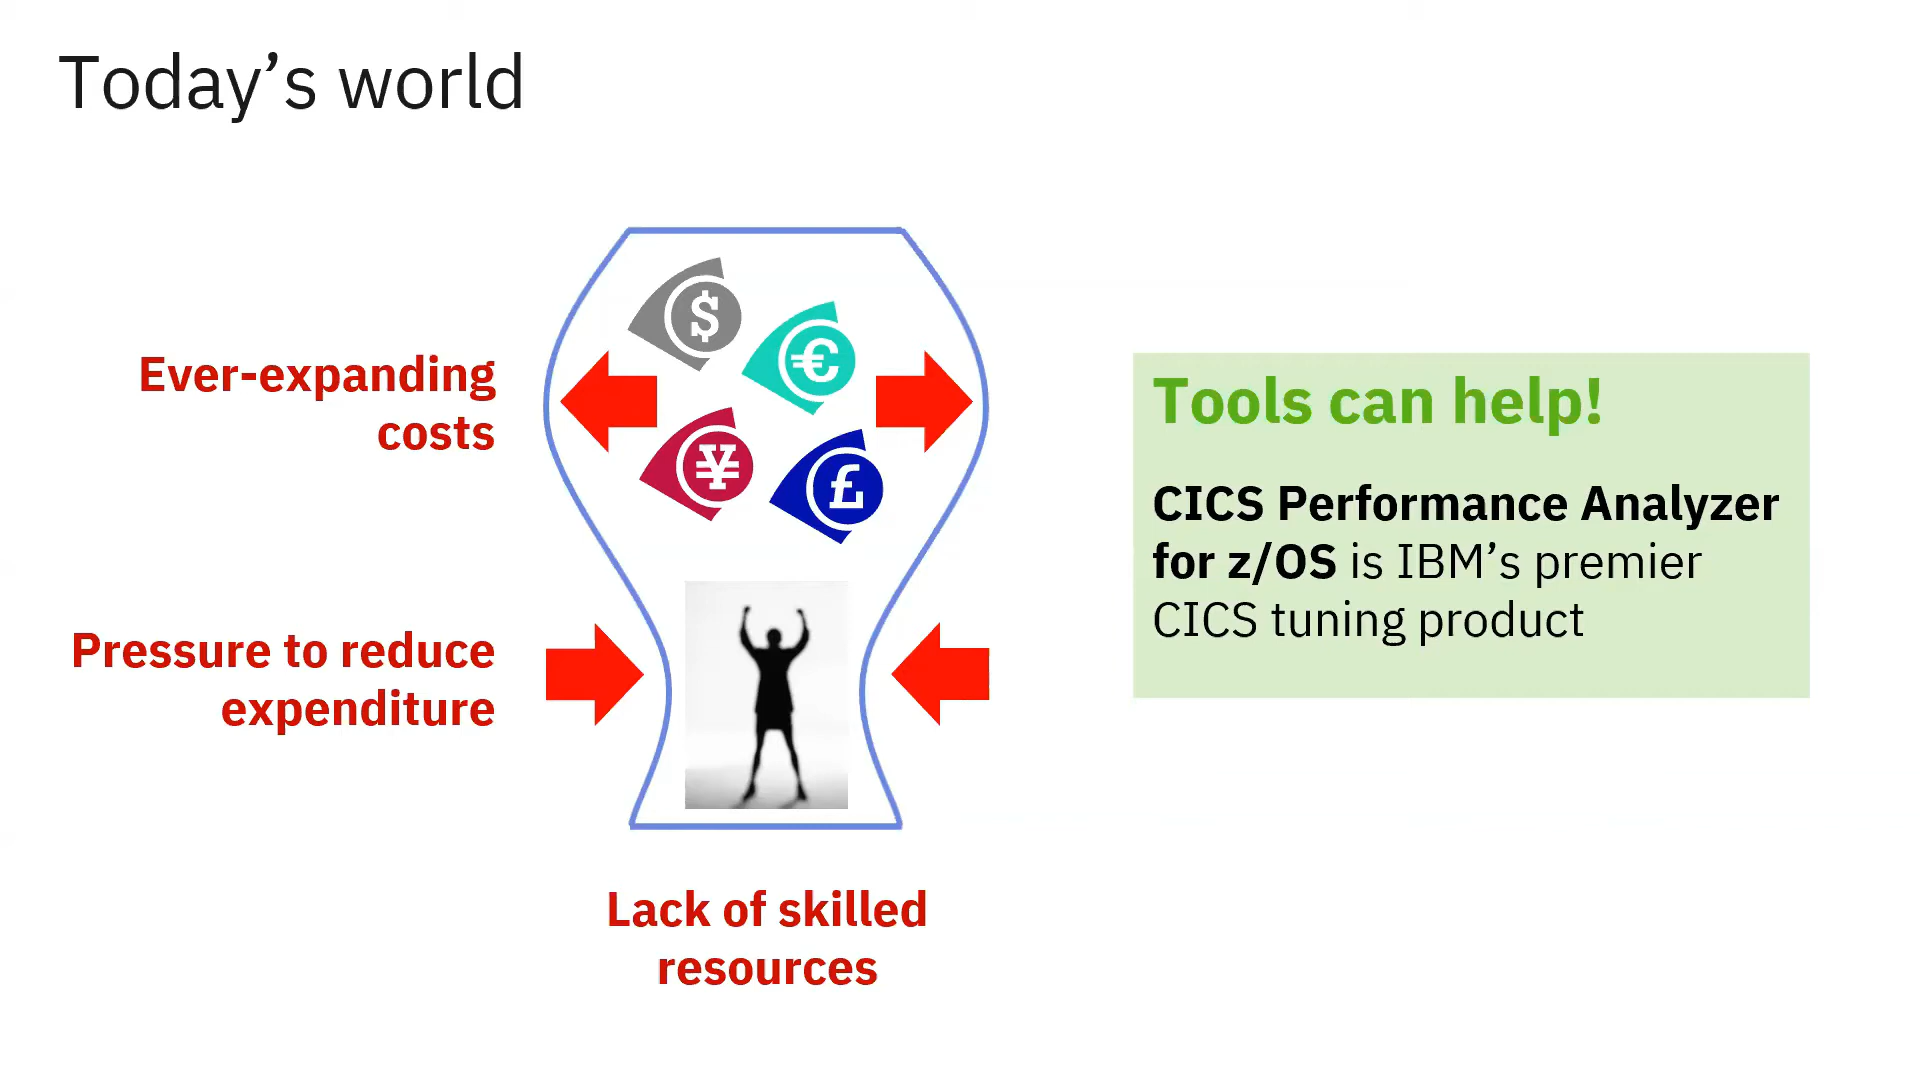 Today’s world
$
€
¥
£
Ever-expanding
costs
Pressure to reduce
expenditure
Lack of skilled
resources
Tools can help!
CICS Performance Analyzer
for z/OS is IBM’s premier
CICS tuning product